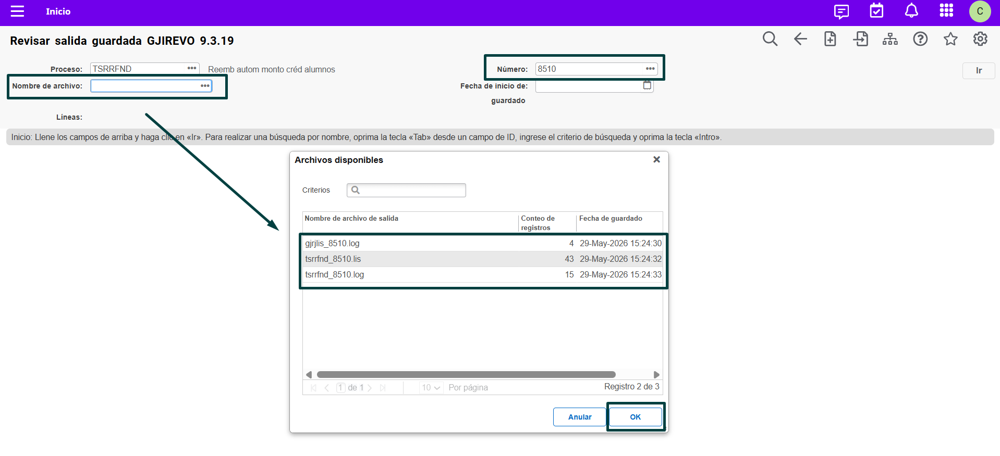 Inicio
C
Revisar salida guardada GJIREVO 9.3.19
Proceso: TSRRFND ••• Reemb autom monto créd alumnos
Número: 8510 •••
Ir
Nombre de archivo: •••
Fecha de inicio de guardado
Líneas:
Inicio: Llene los campos de arriba y haga clic en «Ir». Para realizar una búsqueda por nombre, oprima la tecla «Tab» desde un campo de ID, ingrese el criterio de búsqueda y oprima la tecla «Intro».
Archivos disponibles
Criterios
Nombre de archivo de salida Conteo de registros Fecha de guardado
gjrjlis_8510.log 4 29-May-2026 15:24:30
tsrrfnd_8510.lis 43 29-May-2026 15:24:32
tsrrfnd_8510.log 15 29-May-2026 15:24:33
1 de 1 10 Por página Registro 2 de 3
Anular OK